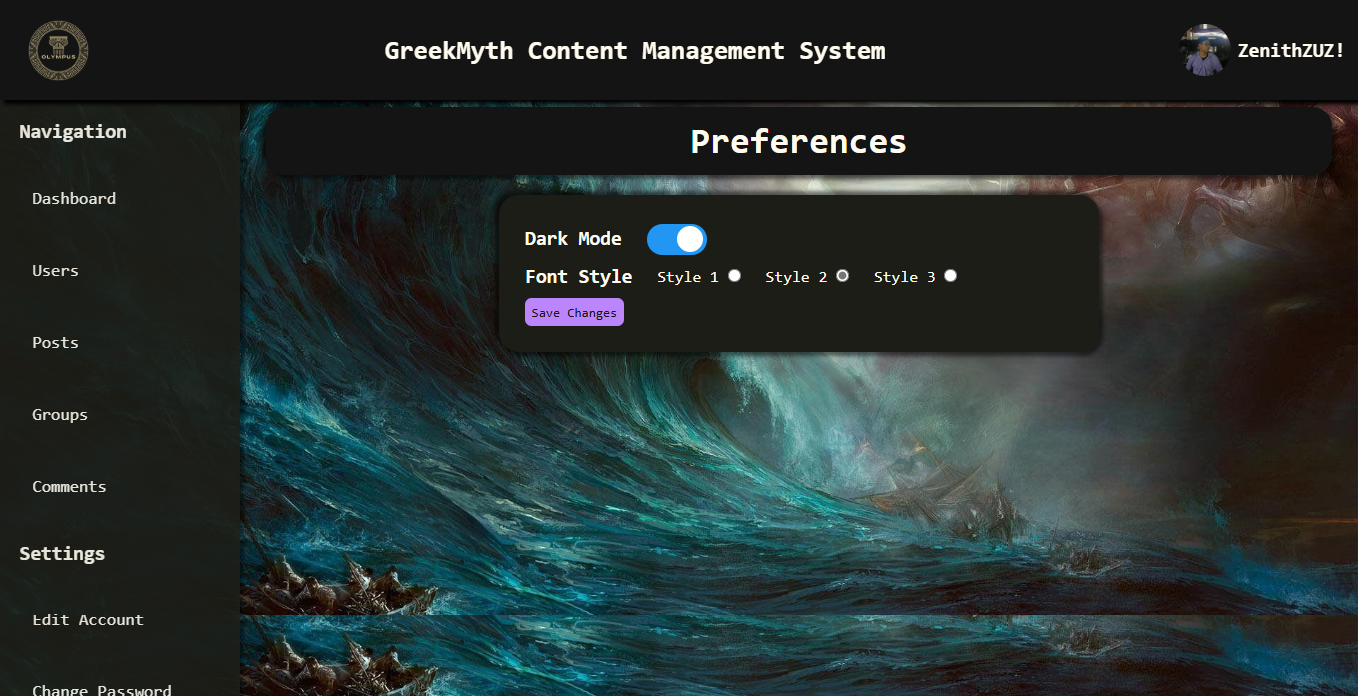 OLYMPUS
GreekMyth Content Management System
ZenithZUZ!
Navigation
Dashboard
Users
Posts
Groups
Comments
Settings
Edit Account
Change Password
Preferences
Dark Mode
Font Style Style 1 Style 2 Style 3
Save Changes